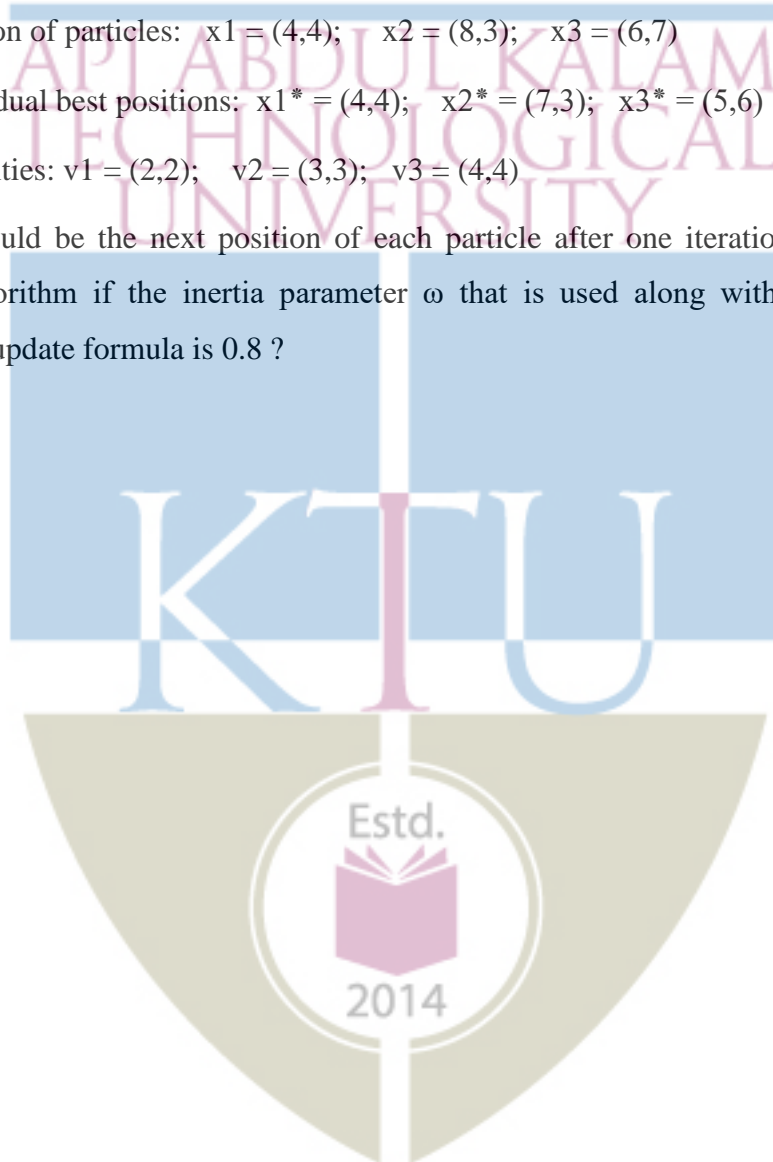 on of particles: x1 = (4,4); x2 = (8,3); x3 = (6,7)
API ABDUL KALAM
dual best positions: x1* = (4,4); x2* = (7,3); x3* = (5,6)
TECHNOLOGICAL
ities: v1 = (2,2); v2 = (3,3); v3 = (4,4)
UNIVERSITY
uld be the next position of each particle after one iteratio
orithm if the inertia parameter ω that is used along with
update formula is 0.8 ?
KTU
Estd.
2014